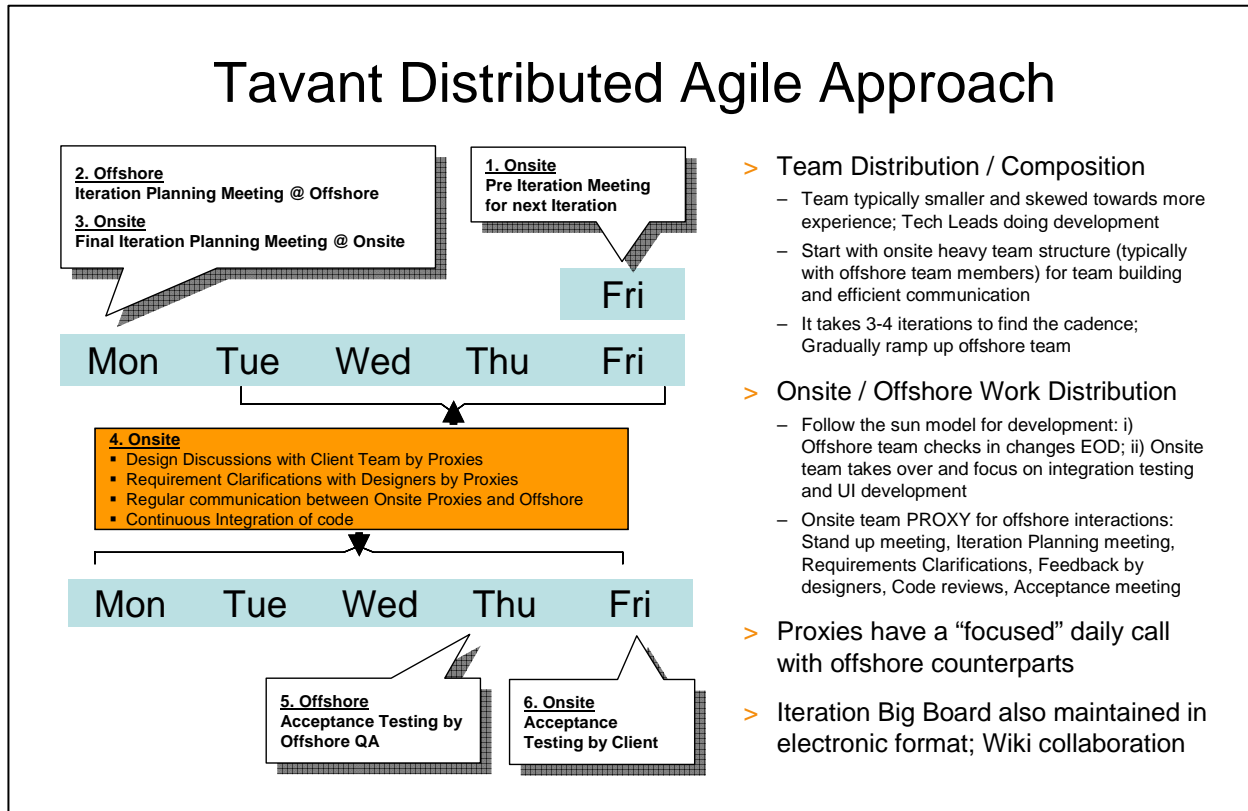 Tavant Distributed Agile Approach
2. Offshore
Iteration Planning Meeting @ Offshore
3. Onsite
Final Iteration Planning Meeting @ Onsite
1. Onsite
Pre Iteration Meeting
for next Iteration
Fri
Mon Tue Wed Thu Fri
4. Onsite
▪ Design Discussions with Client Team by Proxies
▪ Requirement Clarifications with Designers by Proxies
▪ Regular communication between Onsite Proxies and Offshore
▪ Continuous Integration of code
Mon Tue Wed Thu Fri
5. Offshore
Acceptance Testing by
Offshore QA
6. Onsite
Acceptance
Testing by Client
> Team Distribution / Composition
– Team typically smaller and skewed towards more
experience; Tech Leads doing development
– Start with onsite heavy team structure (typically
with offshore team members) for team building
and efficient communication
– It takes 3-4 iterations to find the cadence;
Gradually ramp up offshore team
> Onsite / Offshore Work Distribution
– Follow the sun model for development: i)
Offshore team checks in changes EOD; ii) Onsite
team takes over and focus on integration testing
and UI development
– Onsite team PROXY for offshore interactions:
Stand up meeting, Iteration Planning meeting,
Requirements Clarifications, Feedback by
designers, Code reviews, Acceptance meeting
> Proxies have a “focused” daily call
with offshore counterparts
> Iteration Big Board also maintained in
electronic format; Wiki collaboration